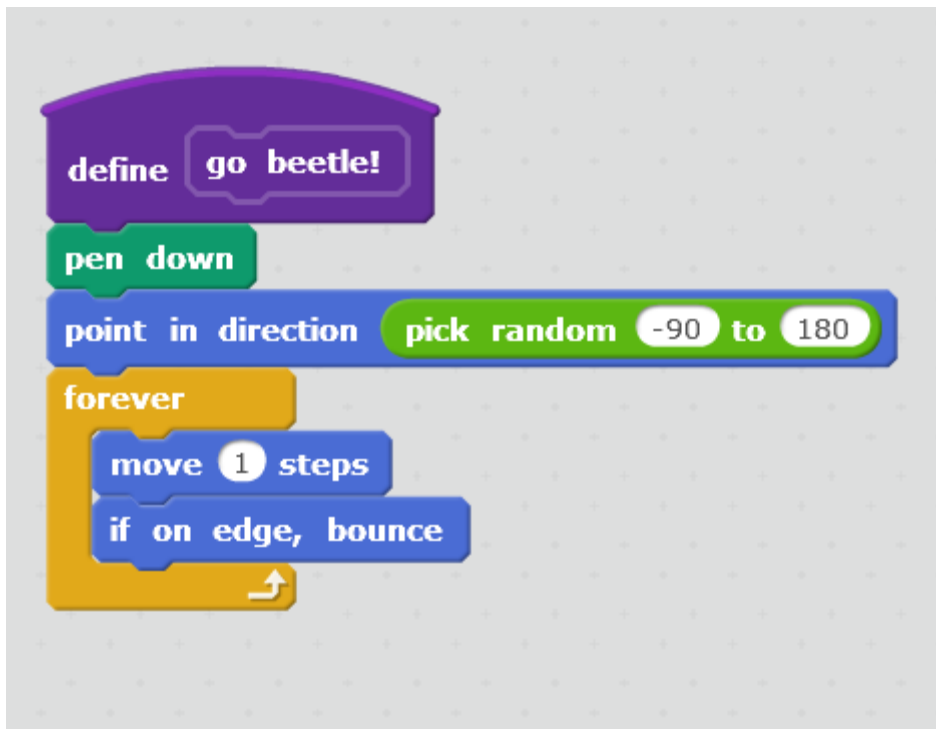 define go beetle!
pen down
point in direction pick random -90 to 180
forever
move 1 steps
if on edge, bounce